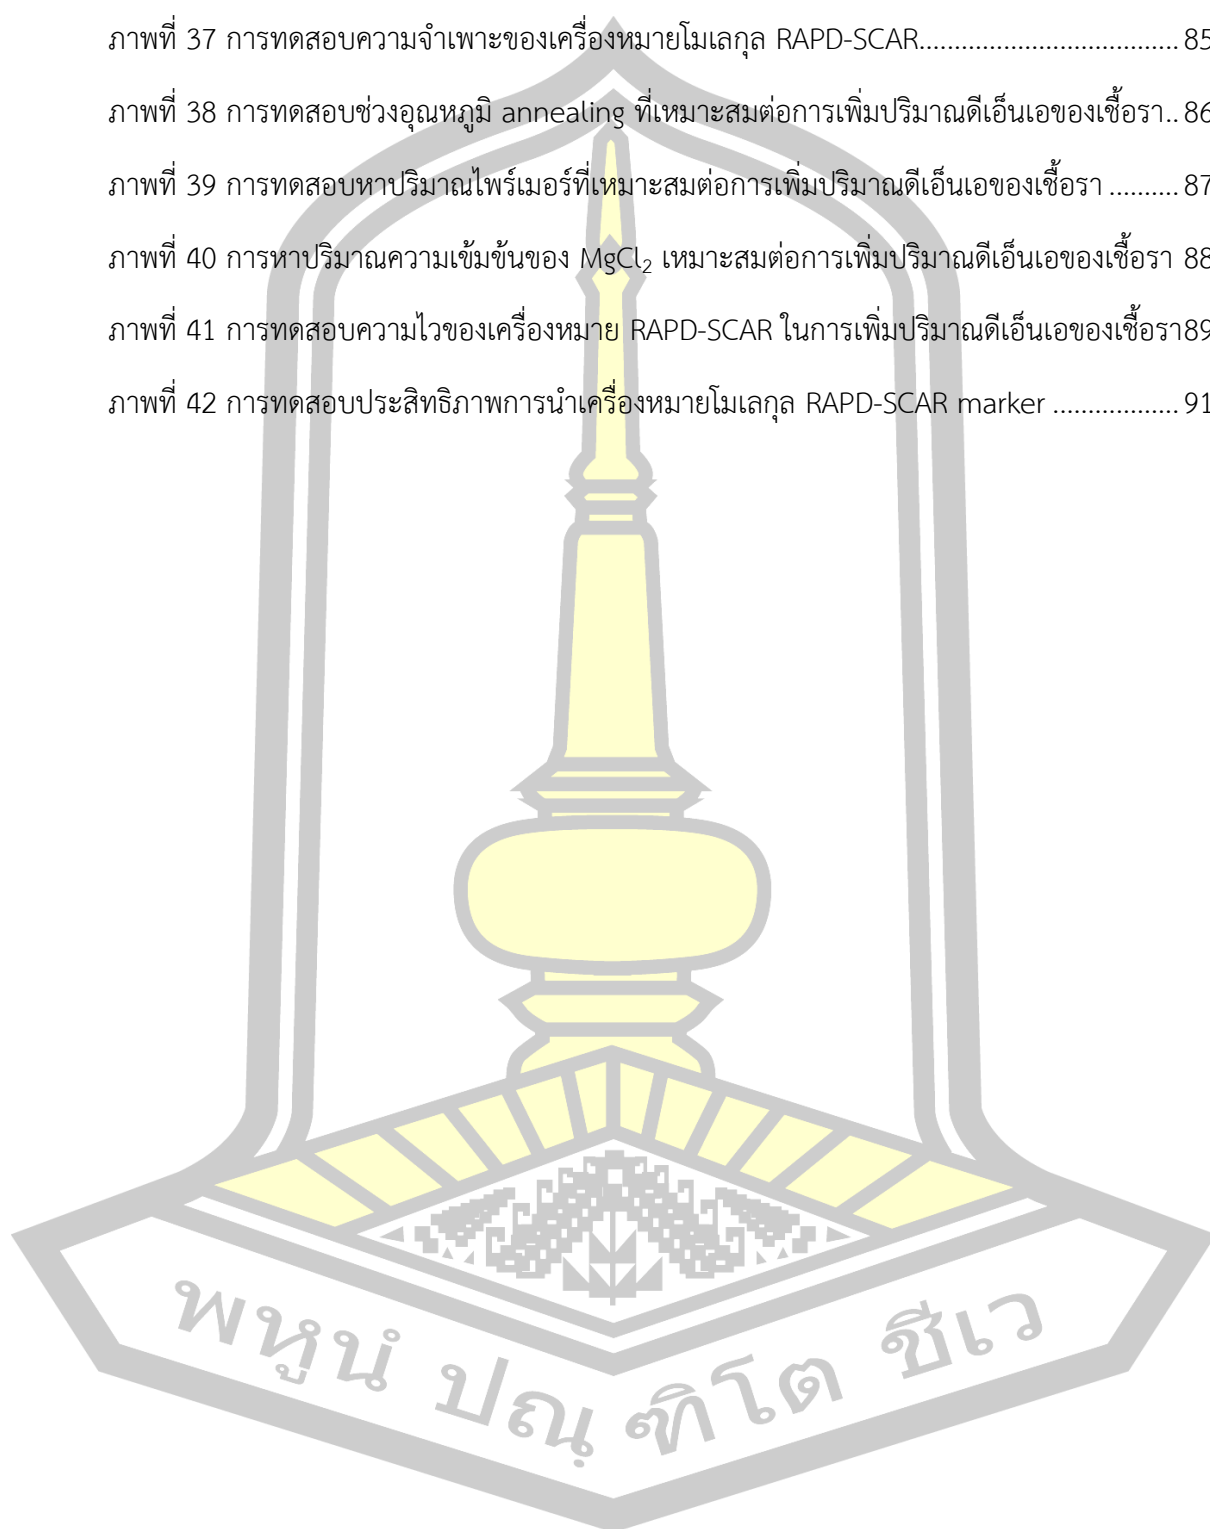 ภาพที่ 37 การทดสอบความจำเพาะของเครื่องหมายโมเลกุล RAPD-SCAR..................................... 85
ภาพที่ 38 การทดสอบช่วงอุณหภูมิ annealing ที่เหมาะสมต่อการเพิ่มปริมาณดีเอ็นเอของเชื้อรา.. 86
ภาพที่ 39 การทดสอบหาปริมาณไพร์เมอร์ที่เหมาะสมต่อการเพิ่มปริมาณดีเอ็นเอของเชื้อรา .......... 87
ภาพที่ 40 การหาปริมาณความเข้มข้นของ MgCl₂ เหมาะสมต่อการเพิ่มปริมาณดีเอ็นเอของเชื้อรา 88
ภาพที่ 41 การทดสอบความไวของเครื่องหมาย RAPD-SCAR ในการเพิ่มปริมาณดีเอ็นเอของเชื้อรา89
ภาพที่ 42 การทดสอบประสิทธิภาพการนำเครื่องหมายโมเลกุล RAPD-SCAR marker .................. 91
พหูนํ ปณฺฑิโต ชีเว